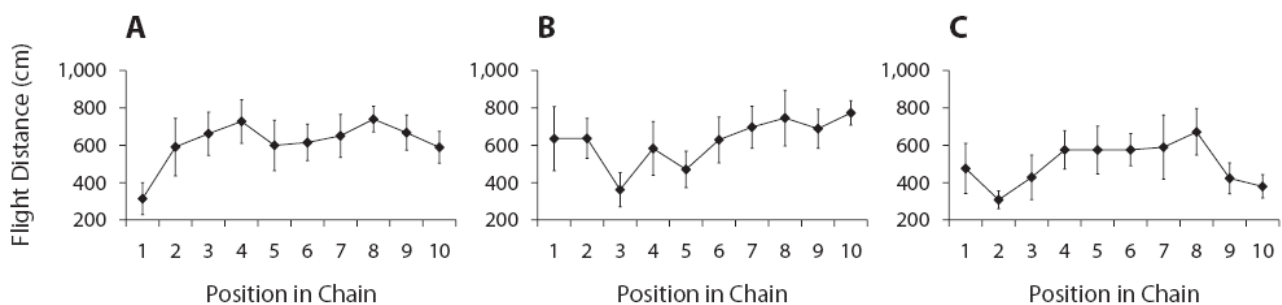 A B C
Flight Distance (cm)
1,000 1,000 1,000
800 800 800
600 600 600
400 400 400
200 200 200
1 2 3 4 5 6 7 8 9 10 1 2 3 4 5 6 7 8 9 10 1 2 3 4 5 6 7 8 9 10
Position in Chain Position in Chain Position in Chain